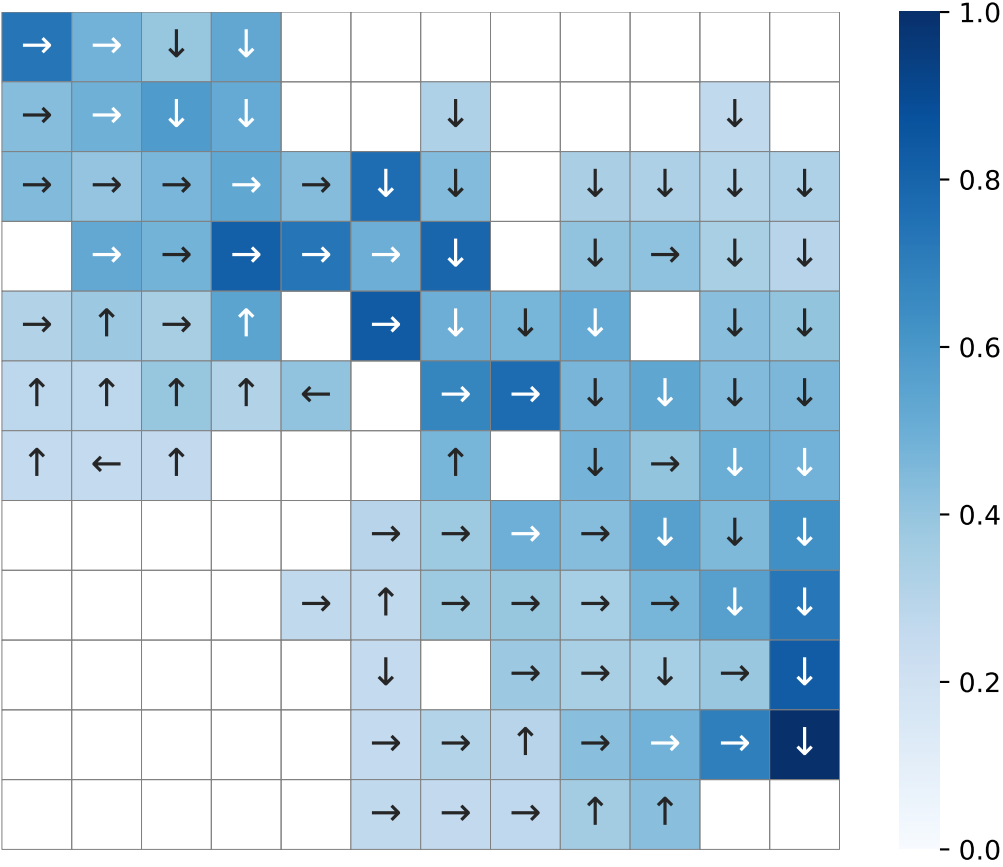 → → ↓ ↓
→ → ↓ ↓ ↓ ↓
→ → → → → ↓ ↓ ↓ ↓ ↓ ↓
→ → → → → ↓ ↓ → ↓ ↓
→ ↑ → ↑ → ↓ ↓ ↓ ↓ ↓
↑ ↑ ↑ ↑ ← → → ↓ ↓ ↓ ↓
↑ ← ↑ ↑ ↓ → ↓ ↓
→ → → → ↓ ↓ ↓
→ ↑ → → → → ↓ ↓
↓ → → ↓ → ↓
→ → ↑ → → → ↓
→ → → ↑ ↑
1.0
0.8
0.6
0.4
0.2
0.0